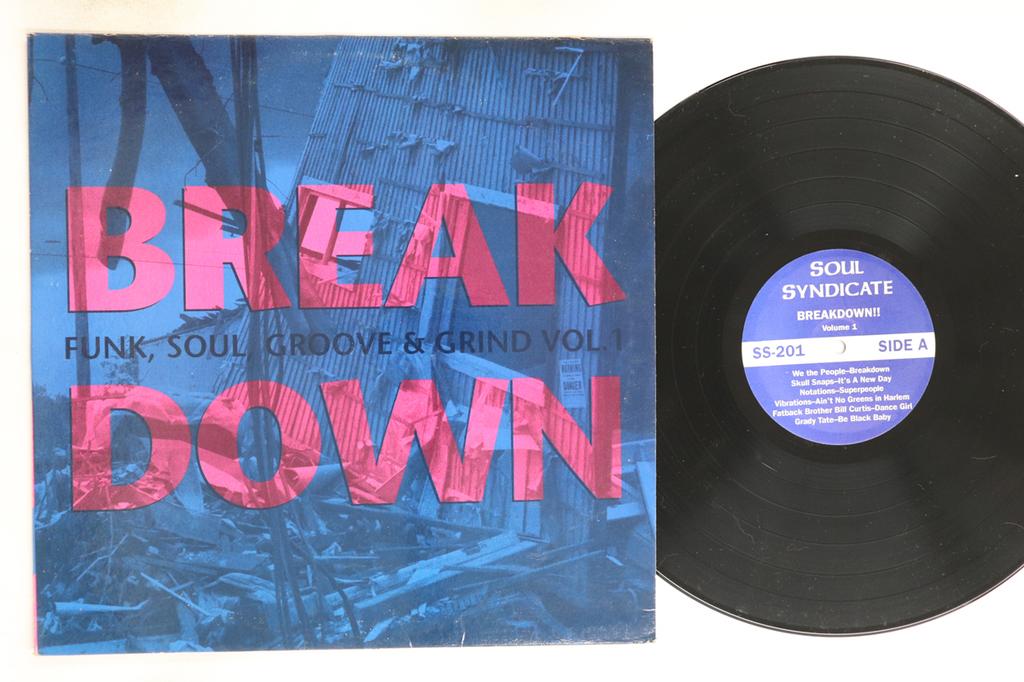 BREAK
FUNK, SOUL, GROOVE & GRIND VOL.1
DOWN
WARNING
DANGER
SOUL
SYNDICATE
BREAKDOWN!!
Volume 1
SS-201 SIDE A
We the People–Breakdown
Skull Snaps–It's A New Day
Notations–Superpeople
Vibrations–Ain't No Greens in Harlem
Fatback Brother Bill Curtis–Dance Girl
Grady Tate–Be Black Baby